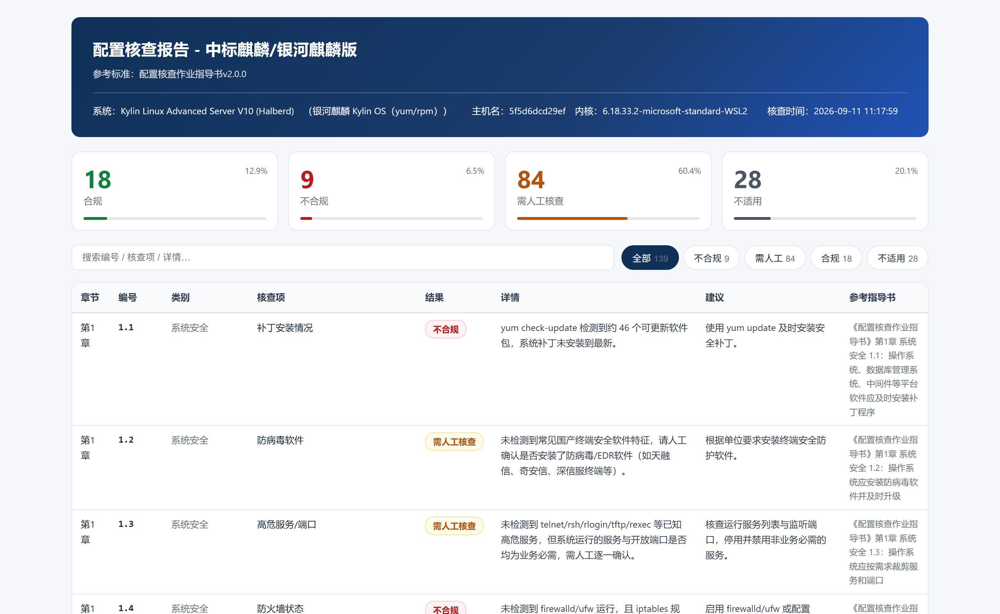 配置核查报告 - 中标麒麟/银河麒麟版
参考标准：配置核查作业指导书v2.0.0
系统：Kylin Linux Advanced Server V10 (Halberd) （银河麒麟 Kylin OS（yum/rpm）） 主机名：5f5d6dcd29ef 内核：6.18.33.2-microsoft-standard-WSL2 核查时间：2026-09-11 11:17:59
18 12.9%
合规
9 6.5%
不合规
84 60.4%
需人工核查
28 20.1%
不适用
搜索编号 / 核查项 / 详情… 全部 139 不合规 9 需人工 84 合规 18 不适用 28
章节 编号 类别 核查项 结果 详情 建议 参考指导书
第1
章
1.1
系统安全
补丁安装情况
不合规
yum check-update 检测到约 46 个可更新软件
包，系统补丁未安装到最新。
使用 yum update 及时安装安
全补丁。
《配置核查作业指
导书》第1章 系统
安全 1.1：操作系
统、数据库管理系
统、中间件等平台
软件应及时安装补
丁程序
第1
章
1.2
系统安全
防病毒软件
需人工核查
未检测到常见国产终端安全软件特征，请人工
确认是否安装了防病毒/EDR软件（如天融
信、奇安信、深信服终端等）。
根据单位要求安装终端安全防
护软件。
《配置核查作业指
导书》第1章 系统
安全 1.2：操作系
统应安装防病毒软
件并及时升级
第1
章
1.3
系统安全
高危服务/端口
需人工核查
未检测到 telnet/rsh/rlogin/tftp/rexec 等已知
高危服务，但系统运行的服务与开放端口是否
均为业务必需，需人工逐一确认。
核查运行服务列表与监听端
口，停用并禁用非业务必需的
服务。
《配置核查作业指
导书》第1章 系统
安全 1.3：操作系
统应按需求裁剪服
务和端口
第1
1.4
系统安全
防火墙状态
不合规
未检测到 firewalld/ufw 运行，且 iptables 规
启用 firewalld/ufw 或配置
《配置核查作业指